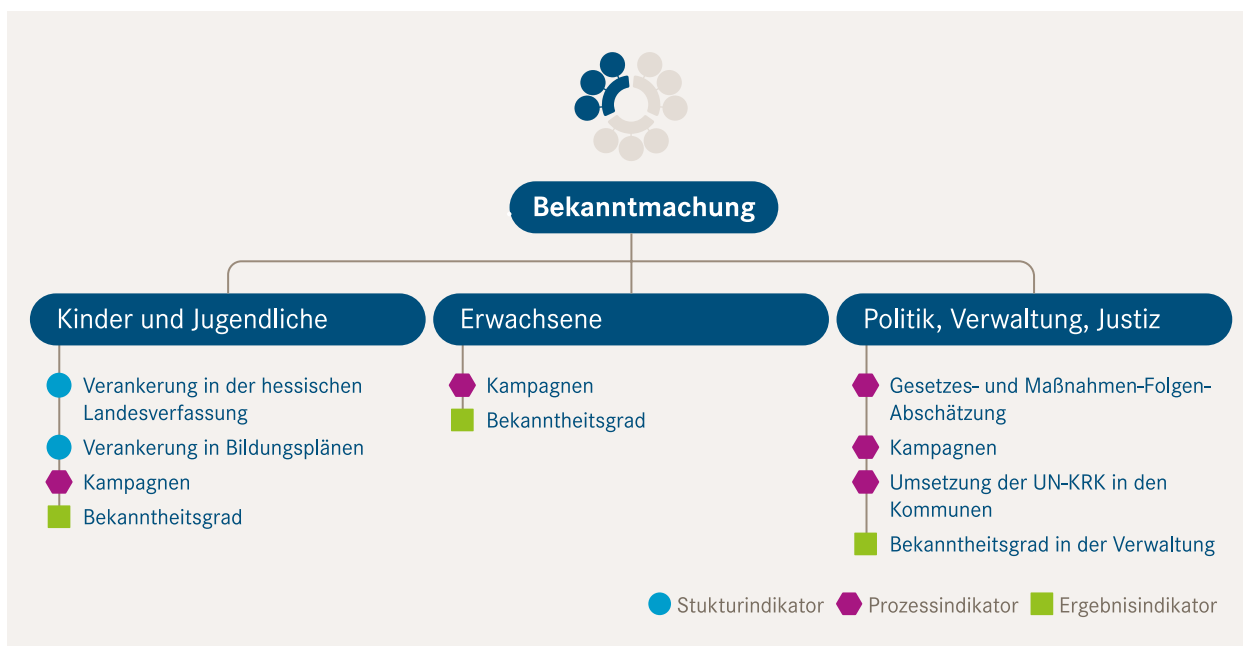 Bekanntmachung
Kinder und Jugendliche
Verankerung in der hessischen
Landesverfassung
Verankerung in Bildungsplänen
Kampagnen
Bekanntheitsgrad
Erwachsene
Kampagnen
Bekanntheitsgrad
Politik, Verwaltung, Justiz
Gesetzes- und Maßnahmen-Folgen-
Abschätzung
Kampagnen
Umsetzung der UN-KRK in den
Kommunen
Bekanntheitsgrad in der Verwaltung
Stukturindikator Prozessindikator Ergebnisindikator